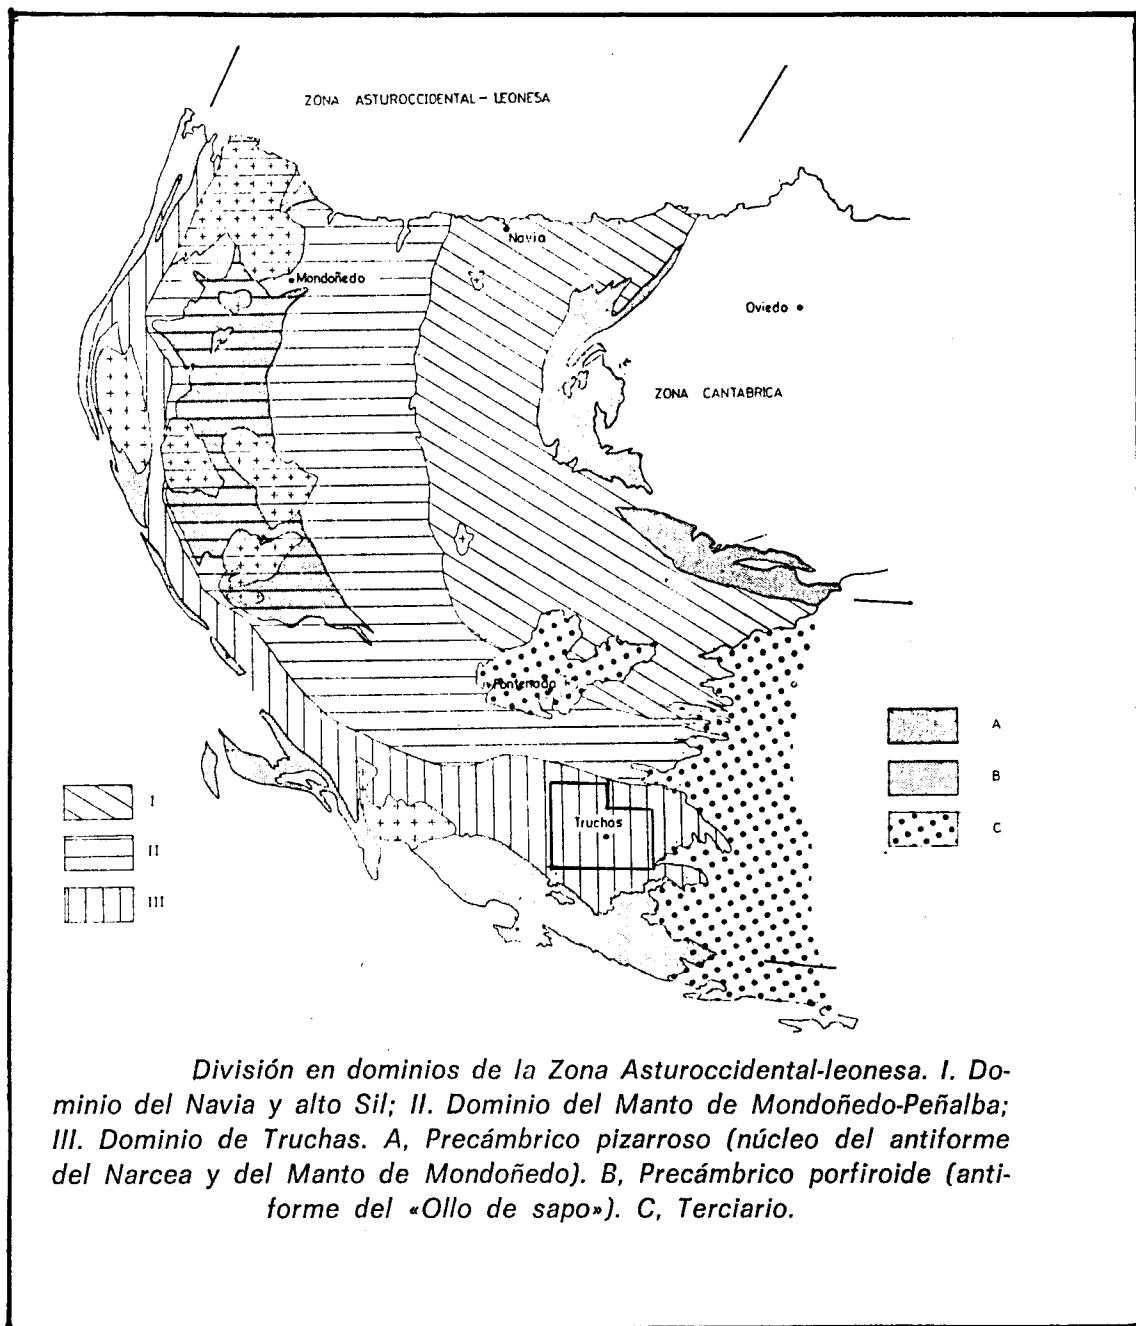 ZONA ASTUROCCIDENTAL - LEONESA
Navia
Mondoñedo
Oviedo
ZONA CANTABRICA
Ponferrada
A
I
B
Truchas
II
C
III
División en dominios de la Zona Asturoccidental-leonesa. I. Do-
minio del Navia y alto Sil; II. Dominio del Manto de Mondoñedo-Peñalba;
III. Dominio de Truchas. A, Precámbrico pizarroso (núcleo del antiforme
del Narcea y del Manto de Mondoñedo). B, Precámbrico porfiroide (anti-
forme del «Ollo de sapo»). C, Terciario.